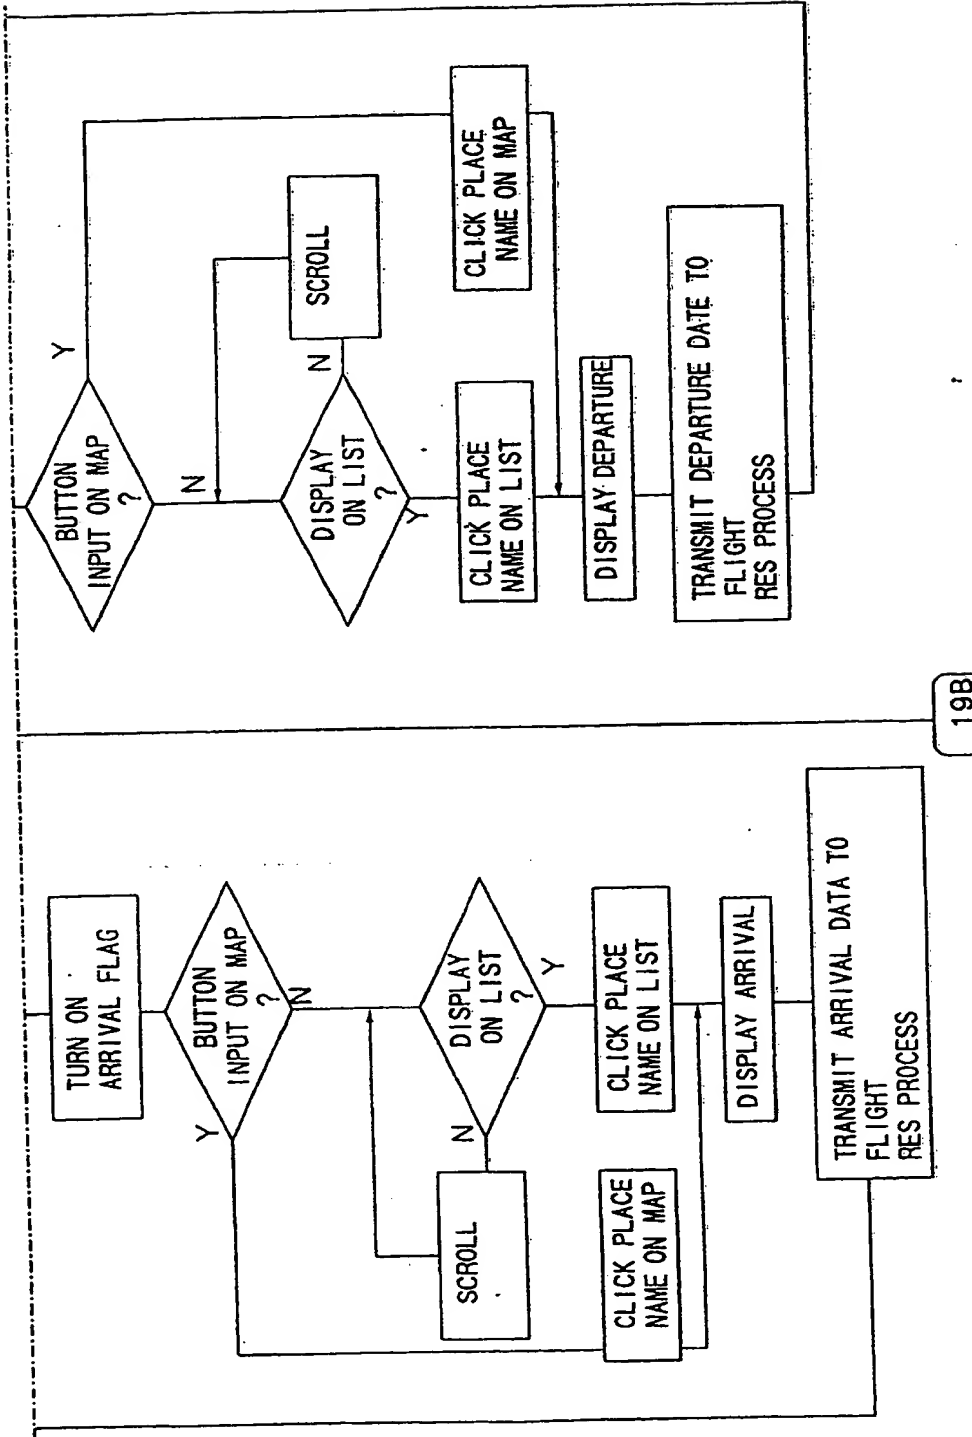 TURN ON
ARRIVAL FLAG
BUTTON
INPUT ON MAP
?
Y
N
DISPLAY
ON LIST
?
N
Y
SCROLL
CLICK PLACE
NAME ON MAP
CLICK PLACE
NAME ON LIST
DISPLAY ARRIVAL
TRANSMIT ARRIVAL DATA TO
FLIGHT
RES PROCESS
19B
BUTTON
INPUT ON MAP
?
Y
N
DISPLAY
ON LIST
?
N
Y
SCROLL
CLICK PLACE
NAME ON LIST
CLICK PLACE
NAME ON MAP
DISPLAY DEPARTURE
TRANSMIT DEPARTURE DATE TO
FLIGHT
RES PROCESS